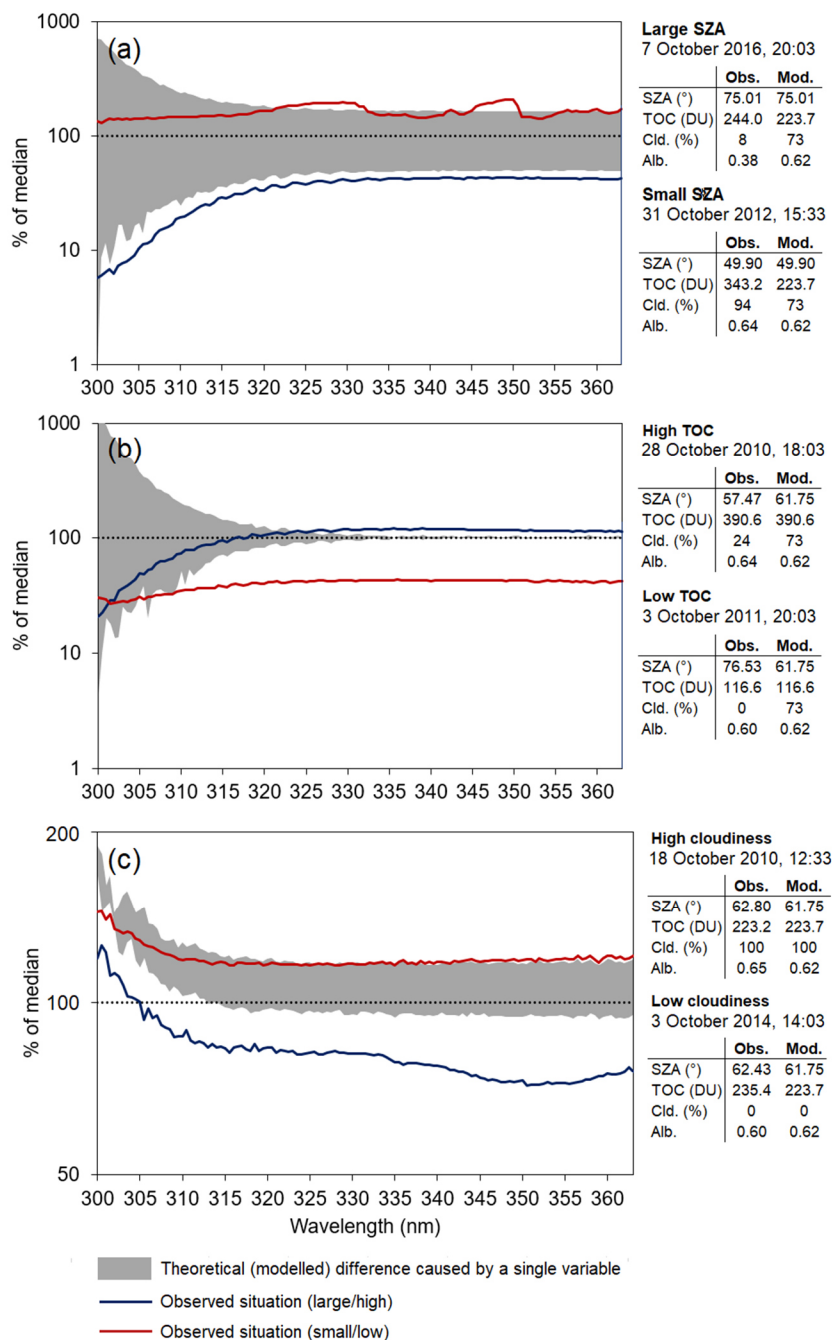 1000
(a)
100
% of median
10
1
300 305 310 315 320 325 330 335 340 345 350 355 360
Large SZA
7 October 2016, 20:03
Obs. Mod.
SZA (°) 75.01 75.01
TOC (DU) 244.0 223.7
Cld. (%) 8 73
Alb. 0.38 0.62
Small SZA
31 October 2012, 15:33
Obs. Mod.
SZA (°) 49.90 49.90
TOC (DU) 343.2 223.7
Cld. (%) 94 73
Alb. 0.64 0.62
1000
(b)
100
% of median
10
1
300 305 310 315 320 325 330 335 340 345 350 355 360
High TOC
28 October 2010, 18:03
Obs. Mod.
SZA (°) 57.47 61.75
TOC (DU) 390.6 390.6
Cld. (%) 24 73
Alb. 0.64 0.62
Low TOC
3 October 2011, 20:03
Obs. Mod.
SZA (°) 76.53 61.75
TOC (DU) 116.6 116.6
Cld. (%) 0 73
Alb. 0.60 0.62
200
(c)
100
% of median
50
300 305 310 315 320 325 330 335 340 345 350 355 360
Wavelength (nm)
High cloudiness
18 October 2010, 12:33
Obs. Mod.
SZA (°) 62.80 61.75
TOC (DU) 223.2 223.7
Cld. (%) 100 100
Alb. 0.65 0.62
Low cloudiness
3 October 2014, 14:03
Obs. Mod.
SZA (°) 62.43 61.75
TOC (DU) 235.4 223.7
Cld. (%) 0 0
Alb. 0.60 0.62
Theoretical (modelled) difference caused by a single variable
Observed situation (large/high)
Observed situation (small/low)